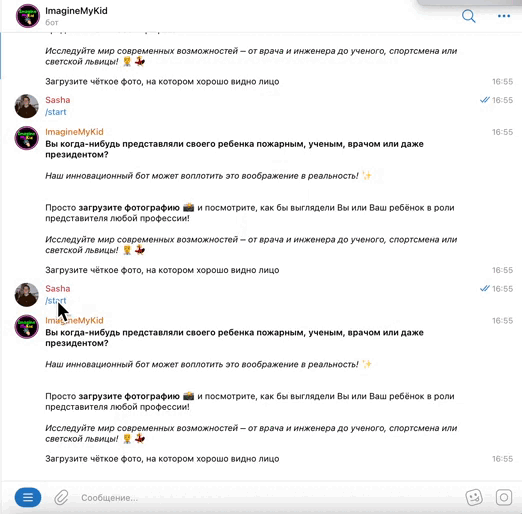 ImagineMyKid
бот
Исследуйте мир современных возможностей – от врача и инженера до ученого, спортсмена или
светской львицы! 👨‍⚕️💃
Загрузите чёткое фото, на котором хорошо видно лицо 16:55
Sasha 16:55
/start
ImagineMyKid 16:55
Вы когда-нибудь представляли своего ребенка пожарным, ученым, врачом или даже
президентом?
Наш инновационный бот может воплотить это воображение в реальность! ✨
Просто загрузите фотографию 📸 и посмотрите, как бы выглядели Вы или Ваш ребёнок в роли
представителя любой профессии!
Исследуйте мир современных возможностей – от врача и инженера до ученого, спортсмена или
светской львицы! 👨‍⚕️💃
Загрузите чёткое фото, на котором хорошо видно лицо 16:55
Sasha 16:55
/start
ImagineMyKid 16:55
Вы когда-нибудь представляли своего ребенка пожарным, ученым, врачом или даже
президентом?
Наш инновационный бот может воплотить это воображение в реальность! ✨
Просто загрузите фотографию 📸 и посмотрите, как бы выглядели Вы или Ваш ребёнок в роли
представителя любой профессии!
Исследуйте мир современных возможностей – от врача и инженера до ученого, спортсмена или
светской львицы! 👨‍⚕️💃
Загрузите чёткое фото, на котором хорошо видно лицо 16:55
Сообщение...